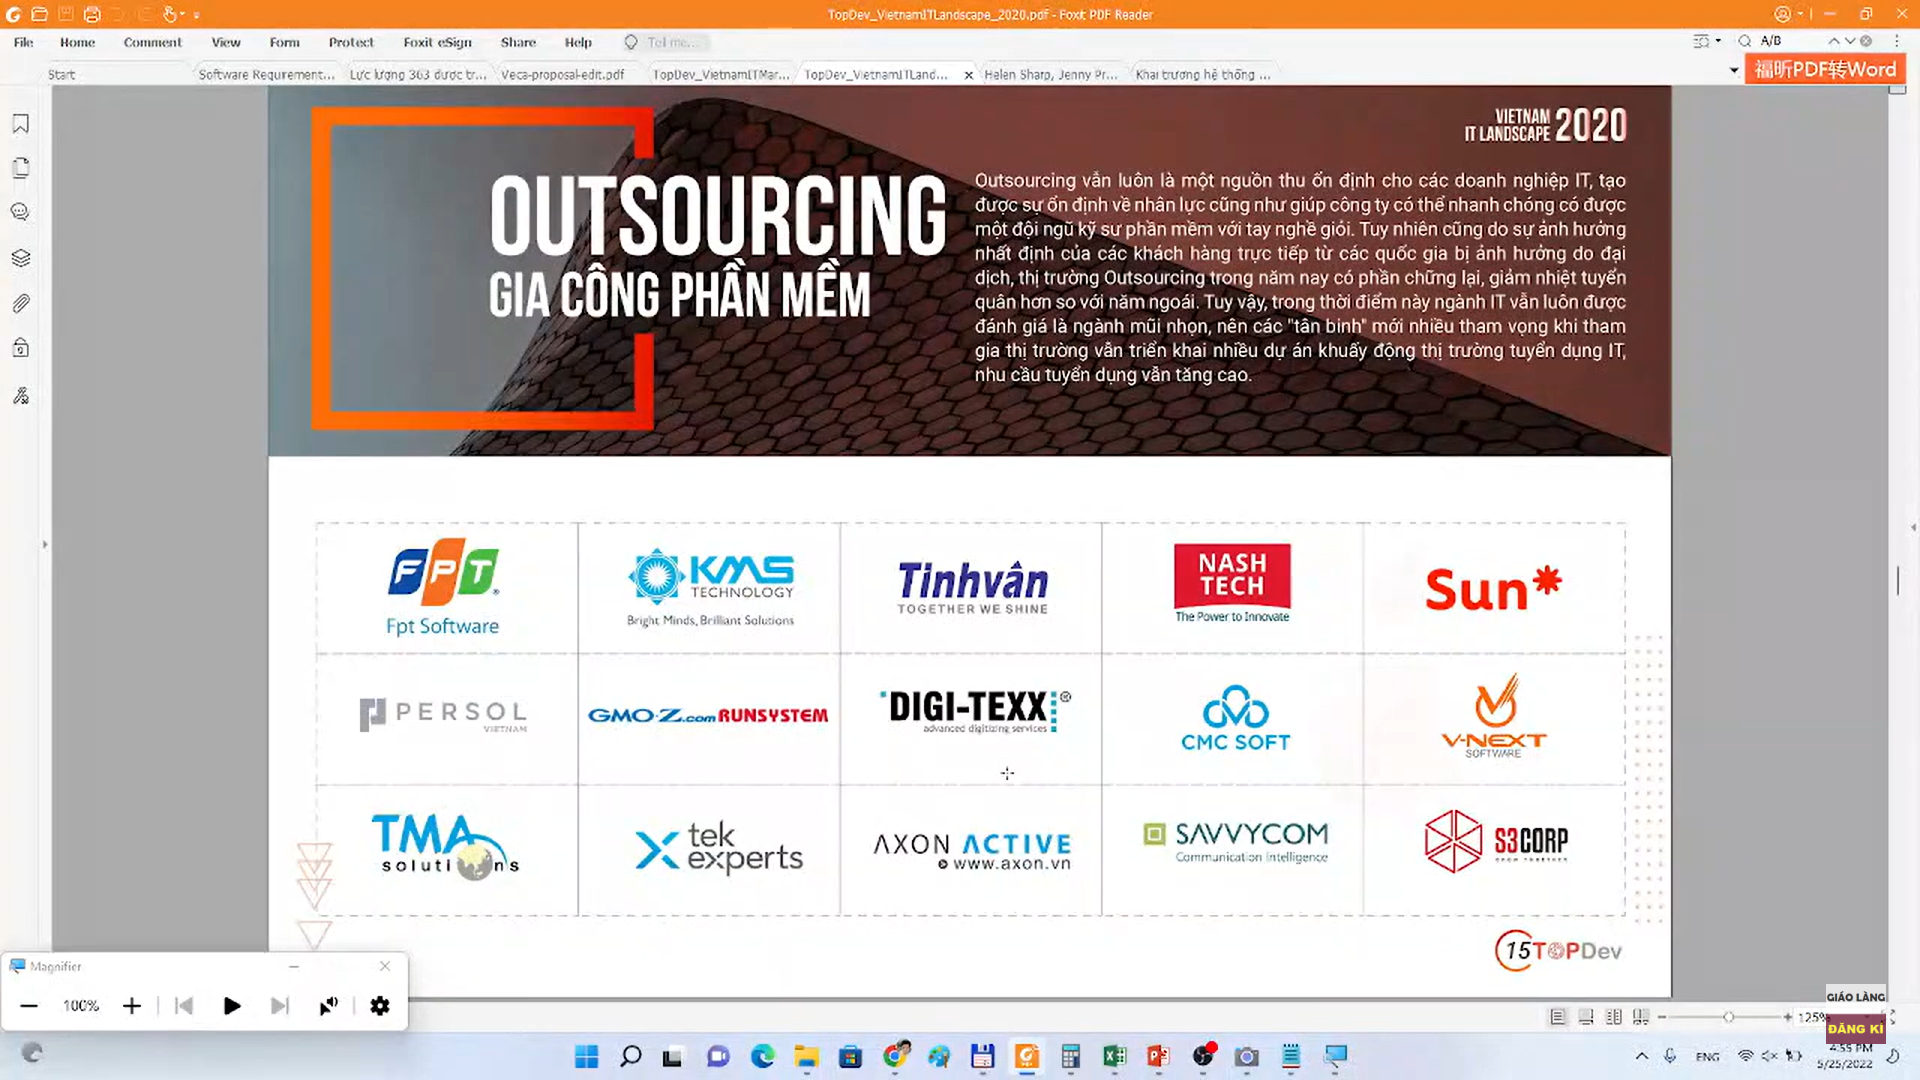 TopDev_VietnamITLandscape_2020.pdf - Foxit PDF Reader
File Home Comment View Form Protect Foxit eSign Share Help Tell me... A/B
Start Software Requirement... Lực lượng 363 được tr... Veca-proposal-edit.pdf TopDev_VietnamITMar... TopDev_VietnamITLand... Helen Sharp, Jenny Pr... Khai trương hệ thống ...
福昕PDF转Word
VIETNAM
IT LANDSCAPE 2020
OUTSOURCING
GIA CÔNG PHẦN MỀM
Outsourcing vẫn luôn là một nguồn thu ổn định cho các doanh nghiệp IT, tạo
được sự ổn định về nhân lực cũng như giúp công ty có thể nhanh chóng có được
một đội ngũ kỹ sư phần mềm với tay nghề giỏi. Tuy nhiên cũng do sự ảnh hưởng
nhất định của các khách hàng trực tiếp từ các quốc gia bị ảnh hưởng do đại
dịch, thị trường Outsourcing trong năm nay có phần chững lại, giảm nhiệt tuyển
quân hơn so với năm ngoái. Tuy vậy, trong thời điểm này ngành IT vẫn luôn được
đánh giá là ngành mũi nhọn, nên các "tân binh" mới nhiều tham vọng khi tham
gia thị trường vẫn triển khai nhiều dự án khuấy động thị trường tuyển dụng IT,
nhu cầu tuyển dụng vẫn tăng cao.
FPT
Fpt Software
KMS
TECHNOLOGY
Bright Minds, Brilliant Solutions
Tinhvân
TOGETHER WE SHINE
NASH
TECH
The Power to Innovate
Sun*
PERSOL
VIETNAM
GMO-Z.com RUNSYSTEM
DIGI-TEXX ®
advanced digitizing services
CMC SOFT
V-NEXT
SOFTWARE
TMA
solutions
tek
experts
AXON ACTIVE
www.axon.vn
SAVVYCOM
Communication Intelligence
S3CORP
GROW TOGETHER
15 TOPDev
Magnifier
100%
125%
GIÁO LÀNG
ĐĂNG KÍ
ENG
4:55 PM
5/25/2022